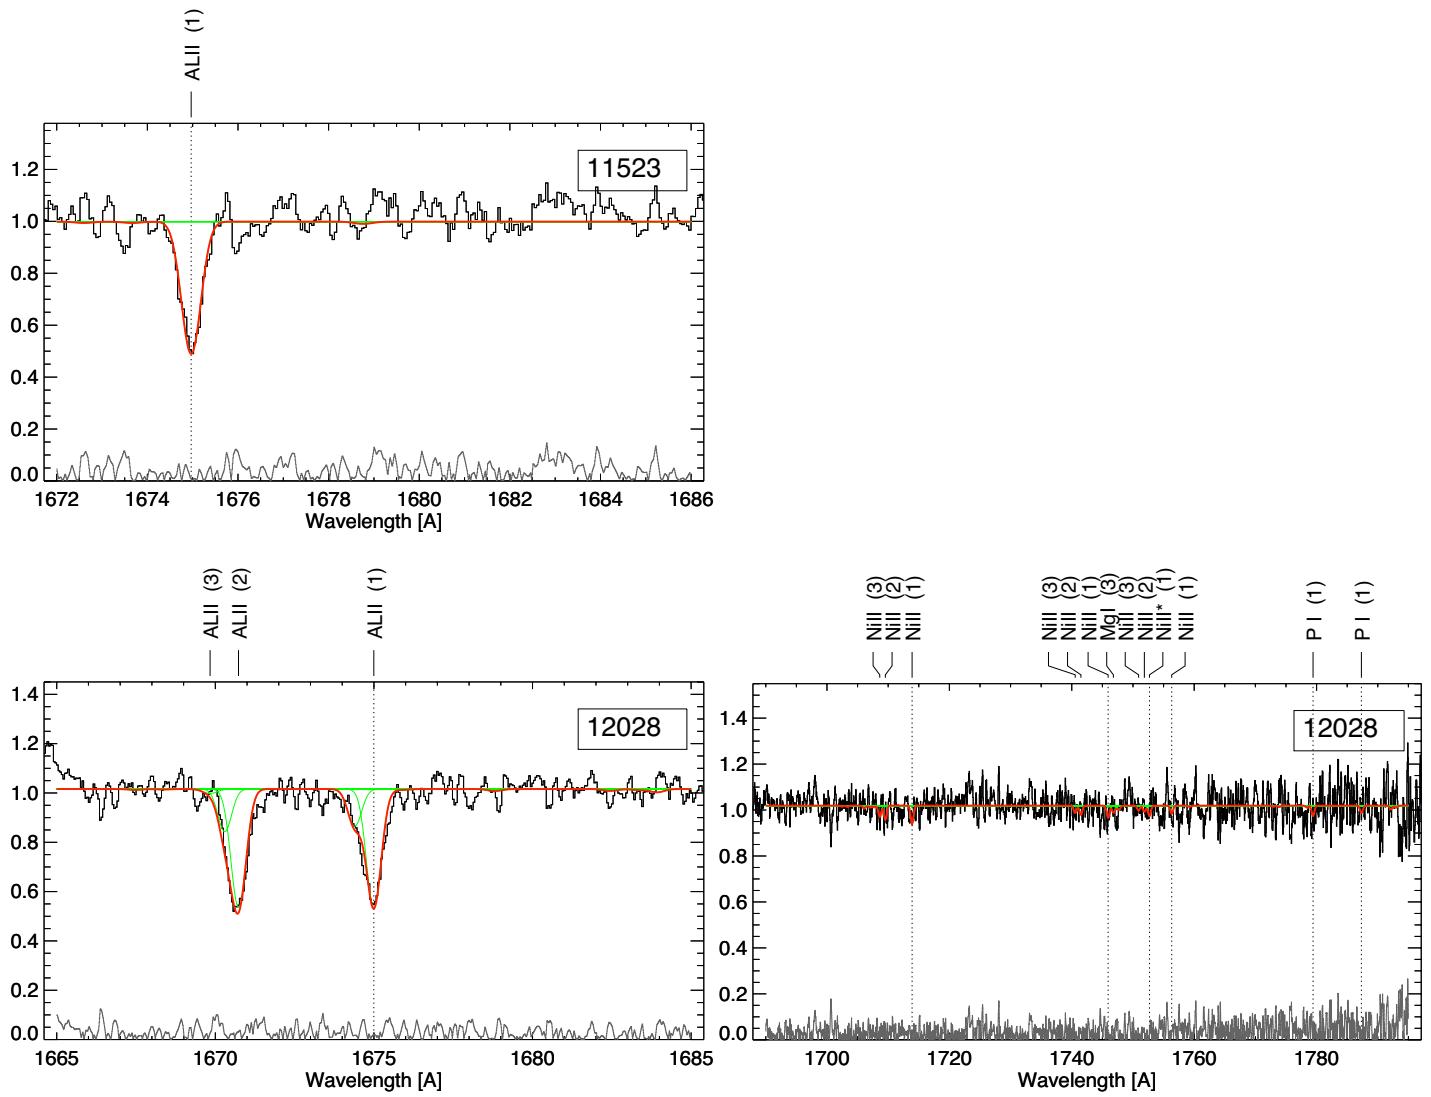 ALII (1)
11523
1.2
1.0
0.8
0.6
0.4
0.2
0.0
1672 1674 1676 1678 1680 1682 1684 1686
Wavelength [A]
ALII (3)
ALII (2)
ALII (1)
12028
1.4
1.2
1.0
0.8
0.6
0.4
0.2
0.0
1665 1670 1675 1680 1685
Wavelength [A]
NiII (3)
NiII (2)
NiII (1)
NiII (3)
NiII (2)
NiII (1)
MgI (3)
NiII (3)
NiII (2)
NiII* (1)
NiII (1)
P I (1)
P I (1)
12028
1.4
1.2
1.0
0.8
0.6
0.4
0.2
0.0
1700 1720 1740 1760 1780
Wavelength [A]